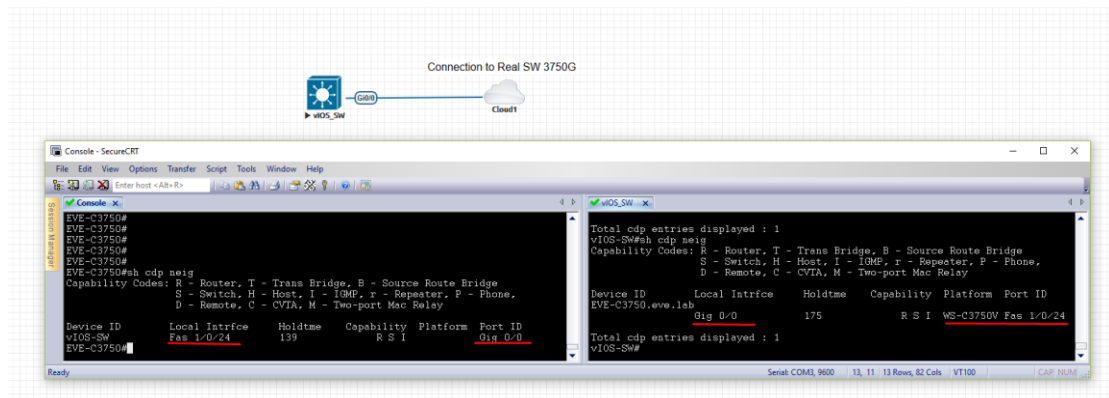 Connection to Real SW 3750G
Gi0/0
vIOS_SW
Cloud1
Console - SecureCRT
File Edit View Options Transfer Script Tools Window Help
Enter host <Alt+R>
Session Manager
Console
EVE-C3750#
EVE-C3750#
EVE-C3750#
EVE-C3750#
EVE-C3750#
EVE-C3750#sh cdp neig
Capability Codes: R - Router, T - Trans Bridge, B - Source Route Bridge
S - Switch, H - Host, I - IGMP, r - Repeater, P - Phone,
D - Remote, C - CVTA, M - Two-port Mac Relay
Device ID Local Intrfce Holdtme Capability Platform Port ID
vIOS-SW Fas 1/0/24 139 R S I Gig 0/0
EVE-C3750#
vIOS_SW
Total cdp entries displayed : 1
vIOS-SW#sh cdp neig
Capability Codes: R - Router, T - Trans Bridge, B - Source Route Bridge
S - Switch, H - Host, I - IGMP, r - Repeater, P - Phone,
D - Remote, C - CVTA, M - Two-port Mac Relay
Device ID Local Intrfce Holdtme Capability Platform Port ID
EVE-C3750.eve.lab
Gig 0/0 175 R S I WS-C3750V Fas 1/0/24
Total cdp entries displayed : 1
vIOS-SW#
Ready
Serial: COM3, 9600 13, 11 13 Rows, 82 Cols VT100 CAP NUM